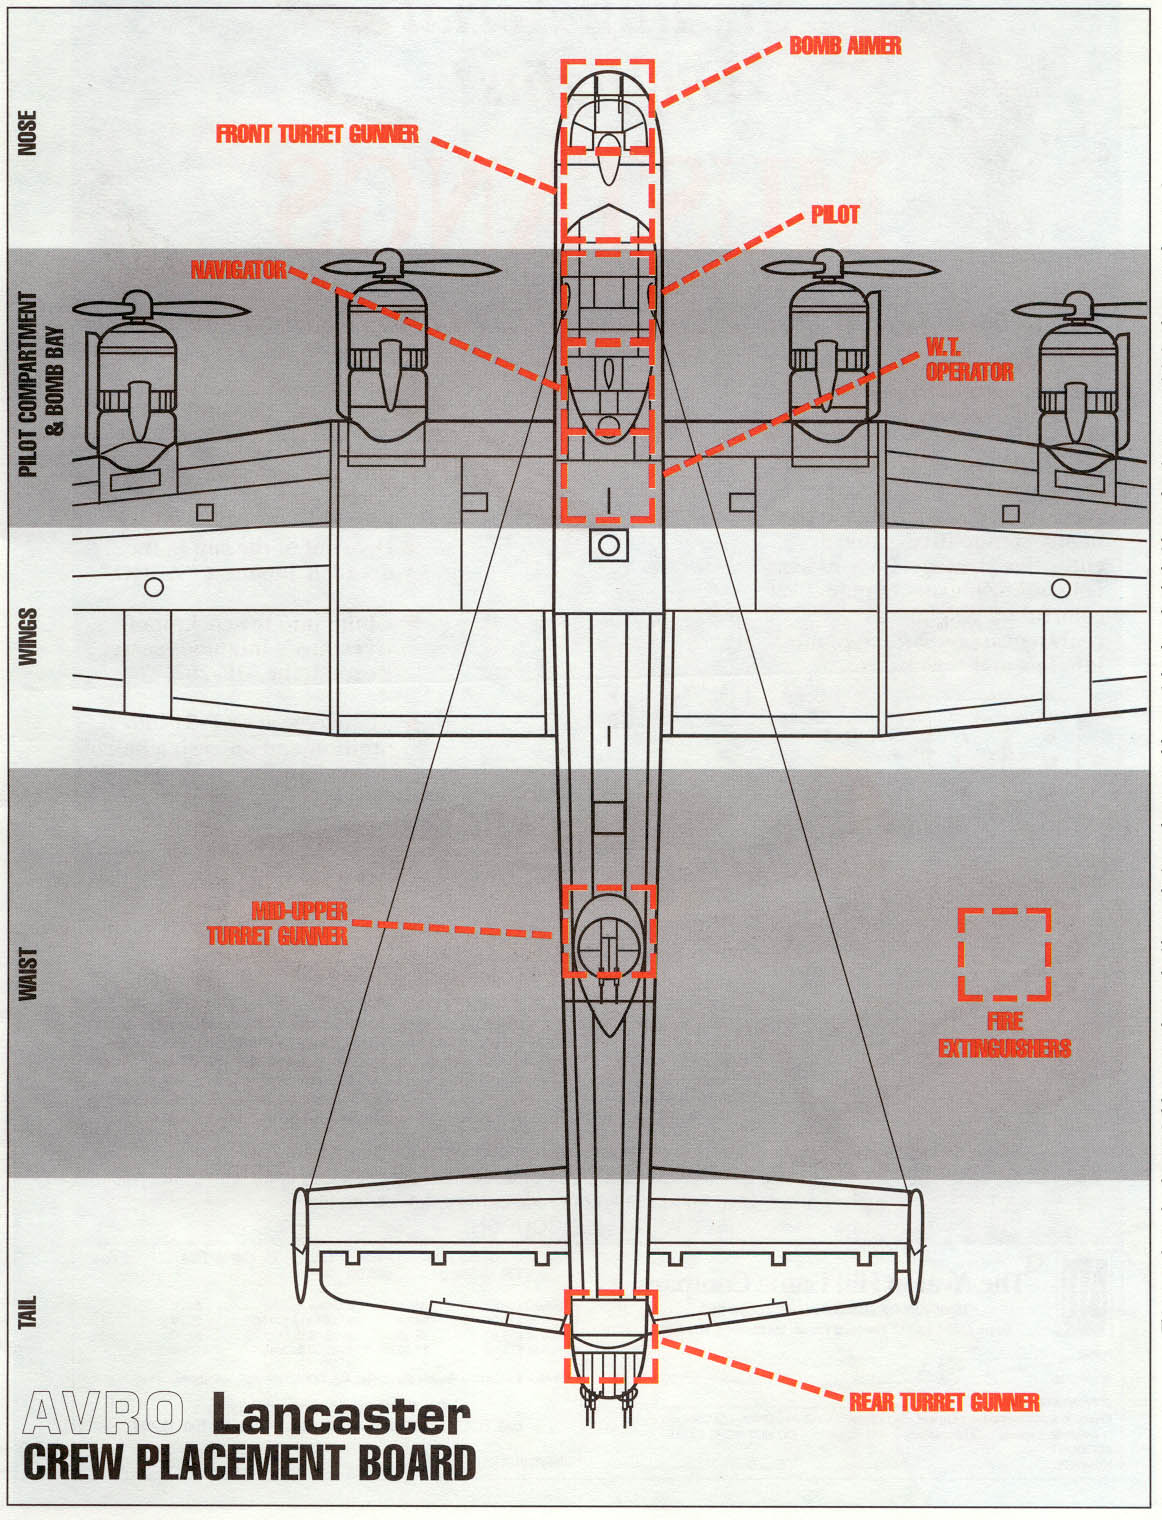 BOMB AIMER
FRONT TURRET GUNNER
NOSE
PILOT
NAVIGATOR
PILOT COMPARTMENT
& BOMB BAY
W.T.
OPERATOR
WINGS
MID-UPPER
TURRET GUNNER
WAIST
FIRE
EXTINGUISHERS
TAIL
REAR TURRET GUNNER
AVRO Lancaster
CREW PLACEMENT BOARD